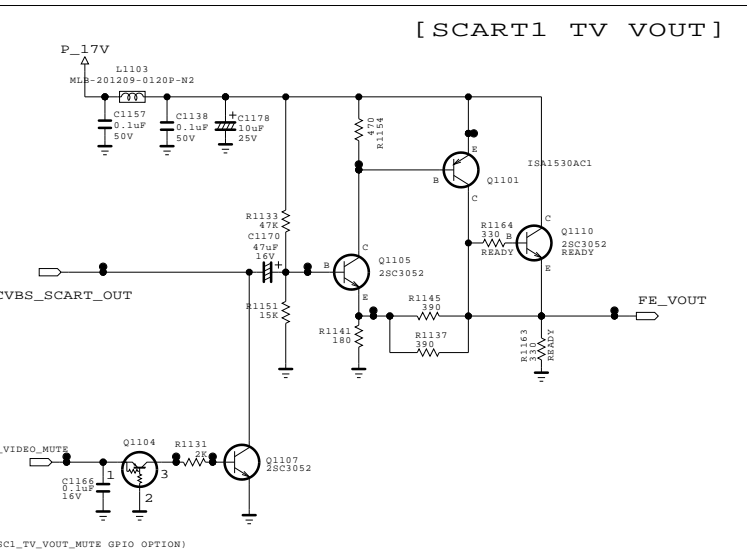 [SCART1 TV VOUT]
P_17V
L1103
MLB-201209-0120P-N2
C1157
0.1uF
50V
C1138
0.1uF
50V
+
C1178
10uF
25V
470
R1154
E
B
C
Q1101
ISA1530AC1
R1133
47K
C1170
47uF
16V
+
B
C
E
Q1105
2SC3052
R1164
330
READY
B
C
E
Q1110
2SC3052
READY
CVBS_SCART_OUT
R1151
15K
R1141
180
R1145
390
R1137
390
FE_VOUT
R1163
330
READY
_VIDEO_MUTE
Q1104
1
3
2
R1131
2K
Q1107
2SC3052
C1166
0.1uF
16V
SC1_TV_VOUT_MUTE GPIO OPTION)